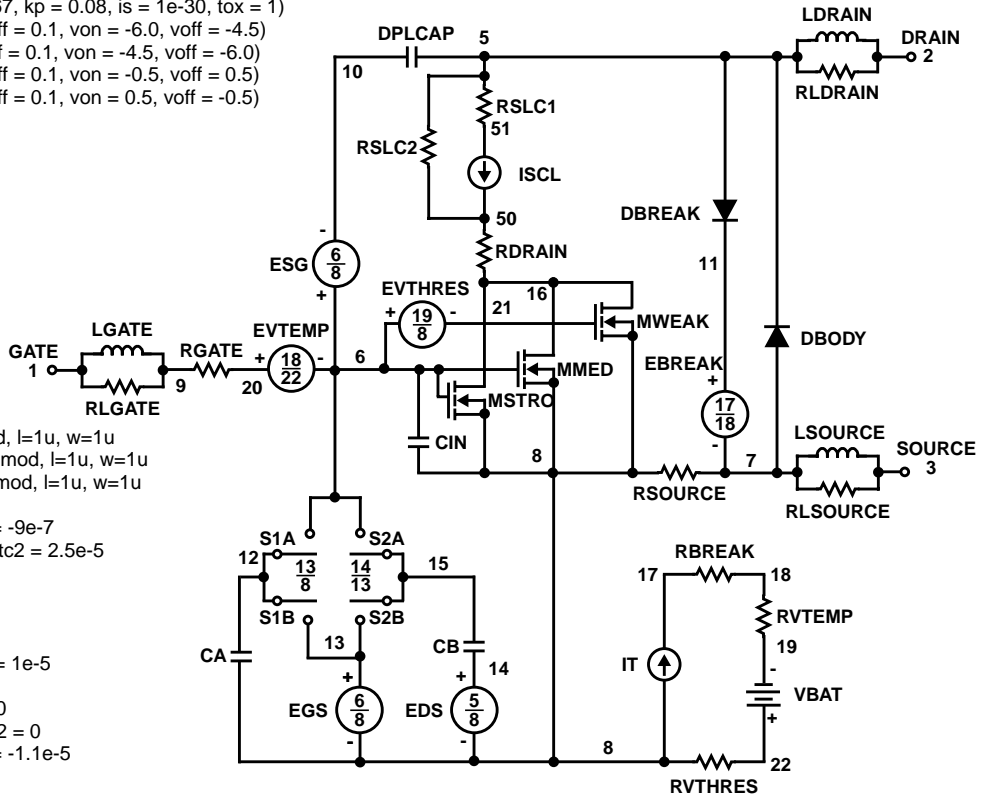 67, kp = 0.08, is = 1e-30, tox = 1)
ff = 0.1, von = -6.0, voff = -4.5)
f = 0.1, von = -4.5, voff = -6.0)
ff = 0.1, von = -0.5, voff = 0.5)
ff = 0.1, von = 0.5, voff = -0.5)
DPLCAP
5
10
LDRAIN
DRAIN
2
RLDRAIN
RSLC1
51
RSLC2
ISCL
50
DBREAK
RDRAIN
11
-
ESG
6
8
+
EVTHRES
+
19
8
-
21
16
MWEAK
LGATE
GATE
1
RLGATE
9
RGATE
20
EVTEMP
+
18
22
-
6
MMED
MSTRO
EBREAK
+
17
18
-
DBODY
CIN
8
RSOURCE
7
LSOURCE
SOURCE
3
RLSOURCE
d, l=1u, w=1u
mod, l=1u, w=1u
mod, l=1u, w=1u
= -9e-7
tc2 = 2.5e-5
= 1e-5
0
2 = 0
= -1.1e-5
S1A
S2A
12
13
8
14
13
15
S1B
S2B
13
CA
CB
14
+
EGS
6
8
-
+
EDS
5
8
-
RBREAK
17
18
RVTEMP
19
IT
-
VBAT
+
8
22
RVTHRES